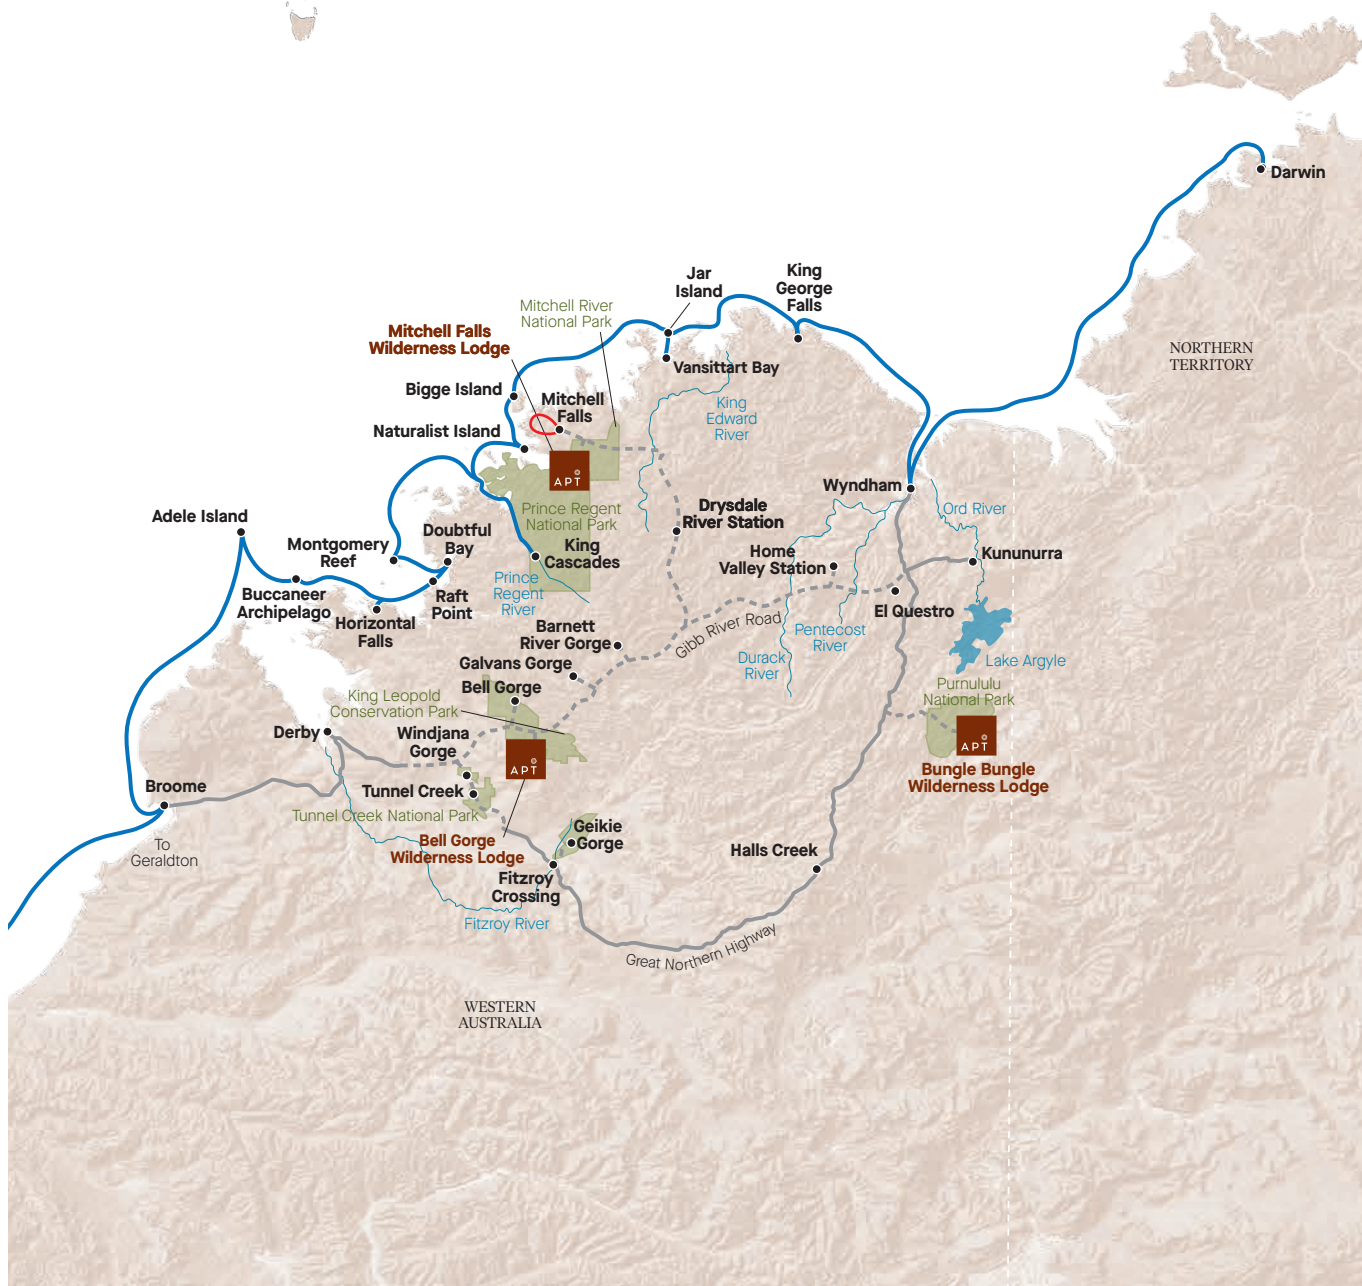 Darwin
Jar
Island
King
George
Falls
Mitchell River
National Park
Mitchell Falls
Wilderness Lodge
NORTHERN
TERRITORY
Vansittart Bay
Bigge Island
Mitchell
Falls
King
Edward
River
Naturalist Island
APT
Wyndham
Prince Regent
National Park
Drysdale
River Station
Ord River
Adele Island
Doubtful
Bay
Montgomery
Reef
King
Cascades
Home
Valley Station
Kununurra
Prince
Regent
River
Buccaneer
Archipelago
Raft
Point
Horizontal
Falls
El Questro
Barnett
River Gorge
Gibb River Road
Pentecost
River
Galvans Gorge
Durack
River
Lake Argyle
Bell Gorge
King Leopold
Conservation Park
Purnululu
National Park
Derby
Windjana
Gorge
APT
APT
Bungle Bungle
Wilderness Lodge
Broome
Tunnel Creek
Tunnel Creek National Park
Geikie
Gorge
To
Geraldton
Bell Gorge
Wilderness Lodge
Halls Creek
Fitzroy
Crossing
Fitzroy River
Great Northern Highway
WESTERN
AUSTRALIA